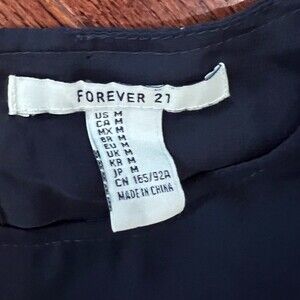 FOREVER 21
US M
CA M
MX M
BR M
EU M
UK M
KR M
JP M
CN 165/92A
MADE IN CHINA